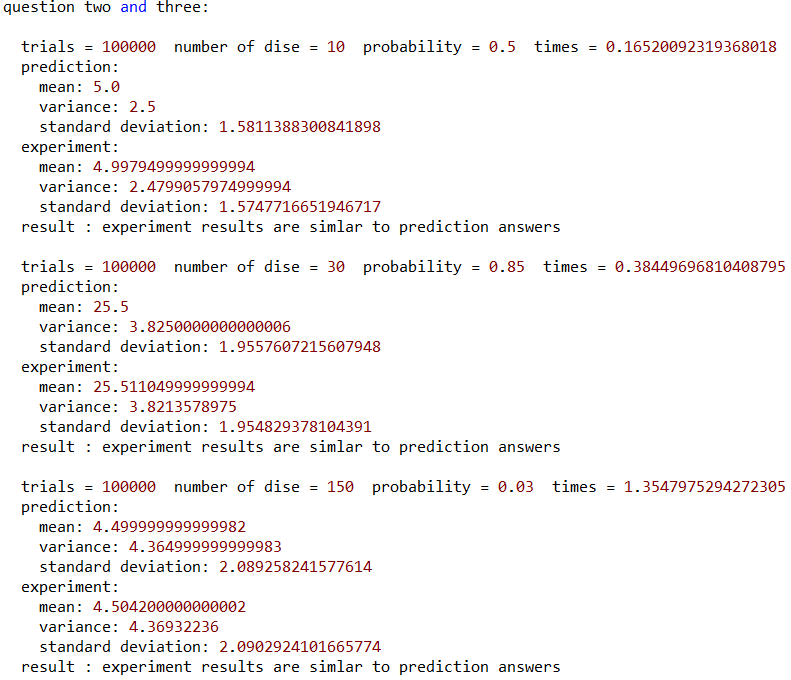 question two and three:
trials = 100000 number of dise = 10 probability = 0.5 times = 0.16520092319368018
prediction:
mean: 5.0
variance: 2.5
standard deviation: 1.5811388300841898
experiment:
mean: 4.9979499999999994
variance: 2.4799057974999994
standard deviation: 1.5747716651946717
result : experiment results are simlar to prediction answers
trials = 100000 number of dise = 30 probability = 0.85 times = 0.38449696810408795
prediction:
mean: 25.5
variance: 3.8250000000000006
standard deviation: 1.9557607215607948
experiment:
mean: 25.511049999999994
variance: 3.8213578975
standard deviation: 1.954829378104391
result : experiment results are simlar to prediction answers
trials = 100000 number of dise = 150 probability = 0.03 times = 1.3547975294272305
prediction:
mean: 4.499999999999982
variance: 4.364999999999983
standard deviation: 2.089258241577614
experiment:
mean: 4.504200000000002
variance: 4.36932236
standard deviation: 2.0902924101665774
result : experiment results are simlar to prediction answers